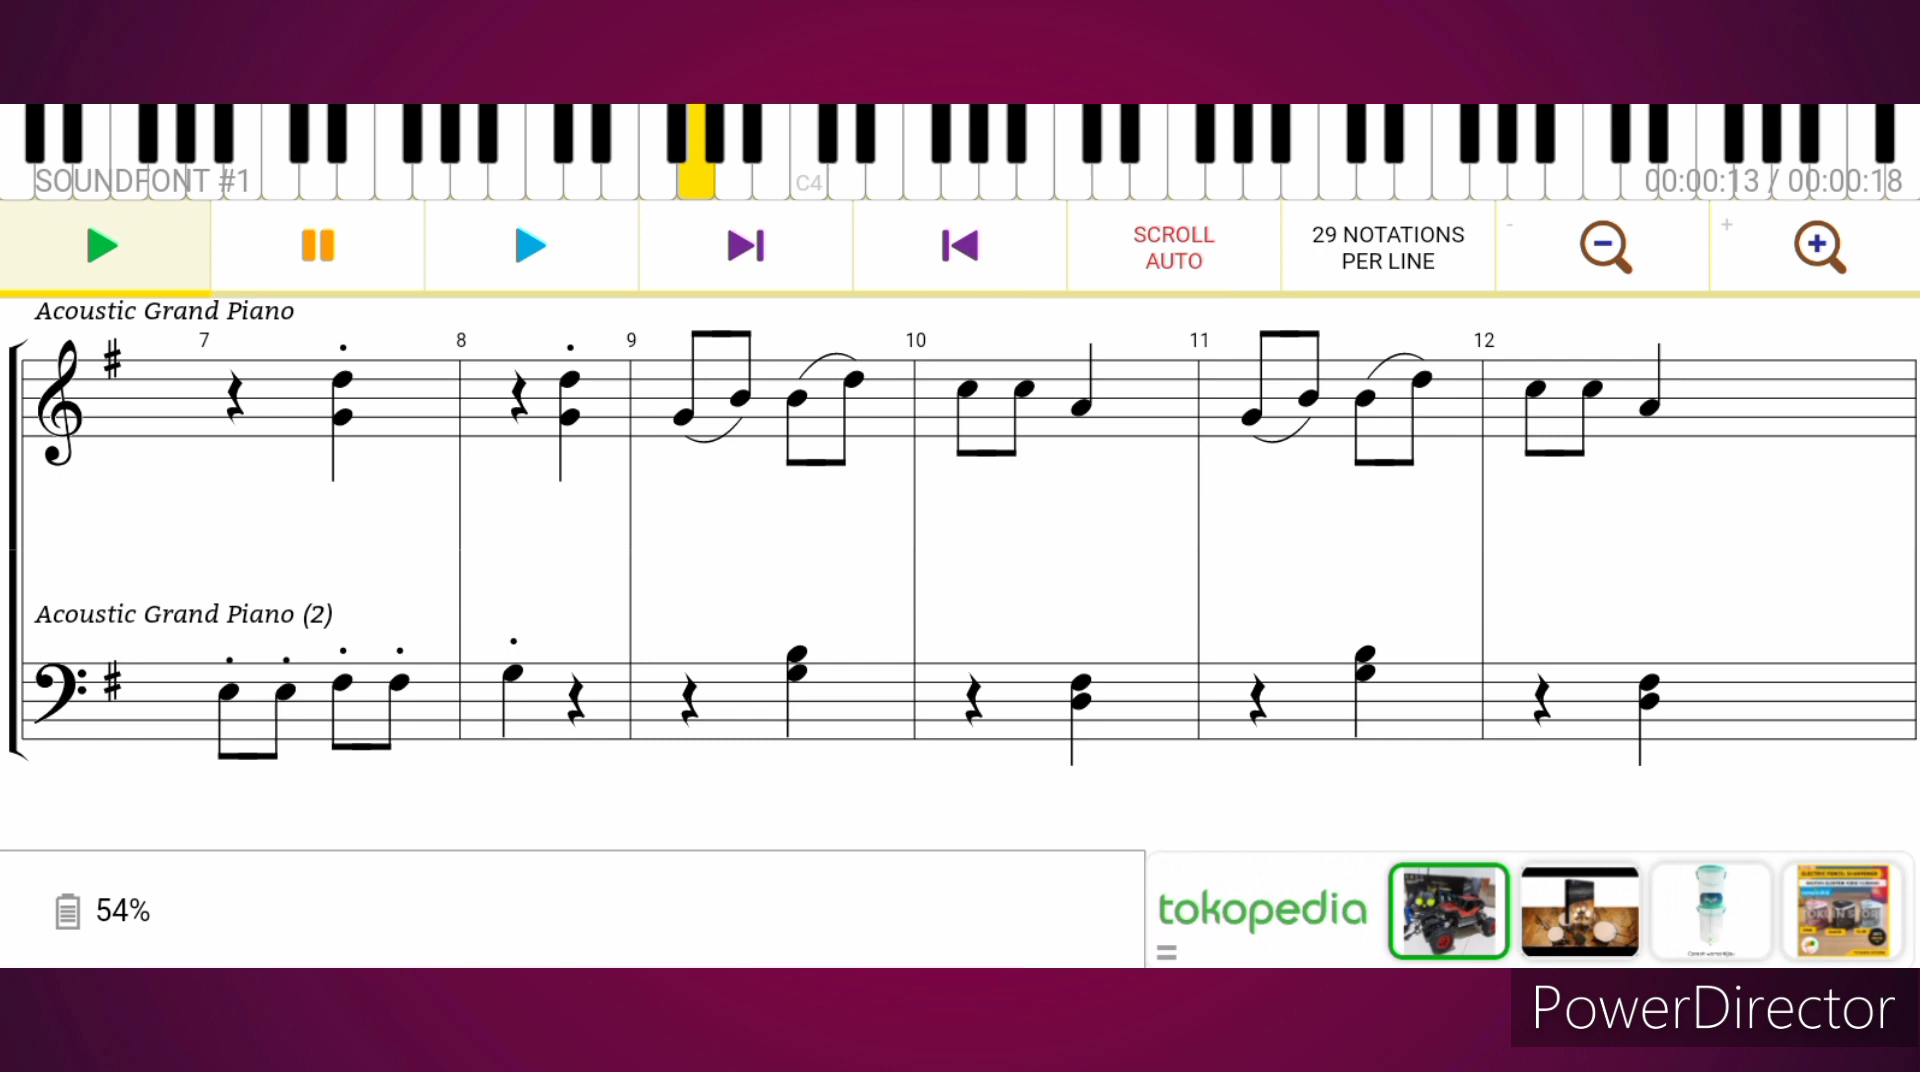 SOUNDFONT #1
C4
00:00:13 / 00:00:18
SCROLL
AUTO
29 NOTATIONS
PER LINE
-
+
Acoustic Grand Piano
7
8
9
10
11
12
Acoustic Grand Piano (2)
54%
tokopedia
PowerDirector